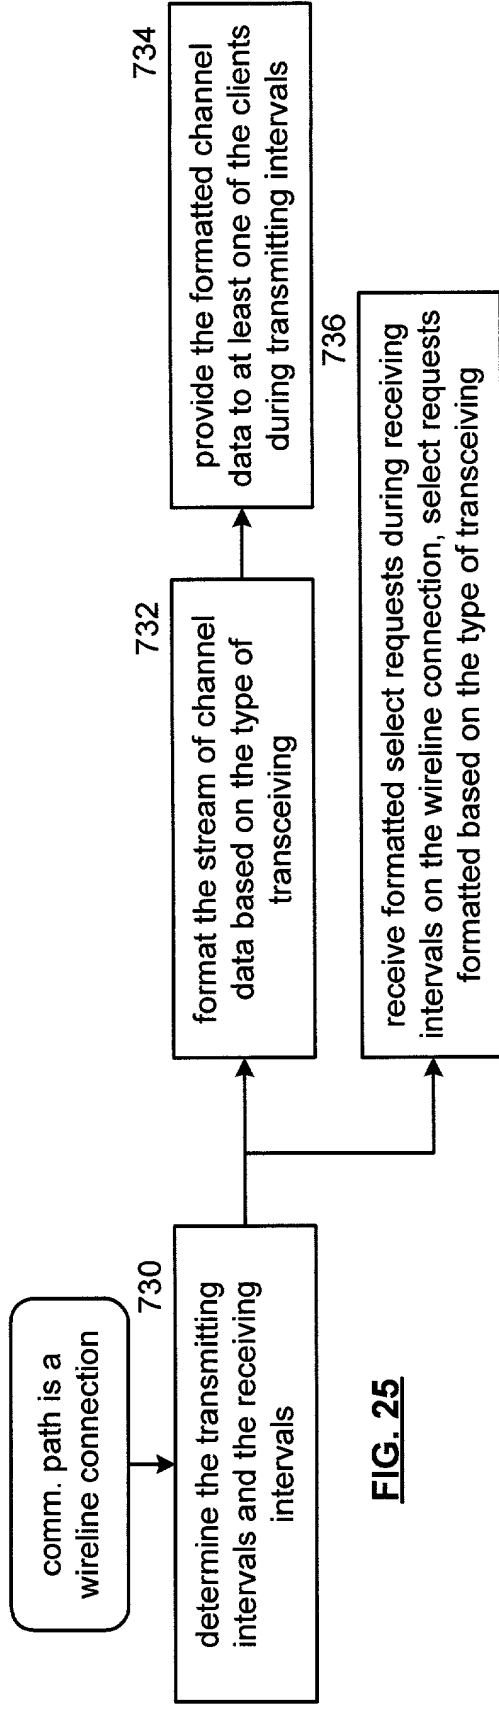 comm. path is a
wireline connection
730
determine the transmitting
intervals and the receiving
intervals
732
format the stream of channel
data based on the type of
transceiving
734
provide the formatted channel
data to at least one of the clients
during transmitting intervals
736
receive formatted select requests during receiving
intervals on the wireline connection, select requests
formatted based on the type of transceiving
FIG. 25